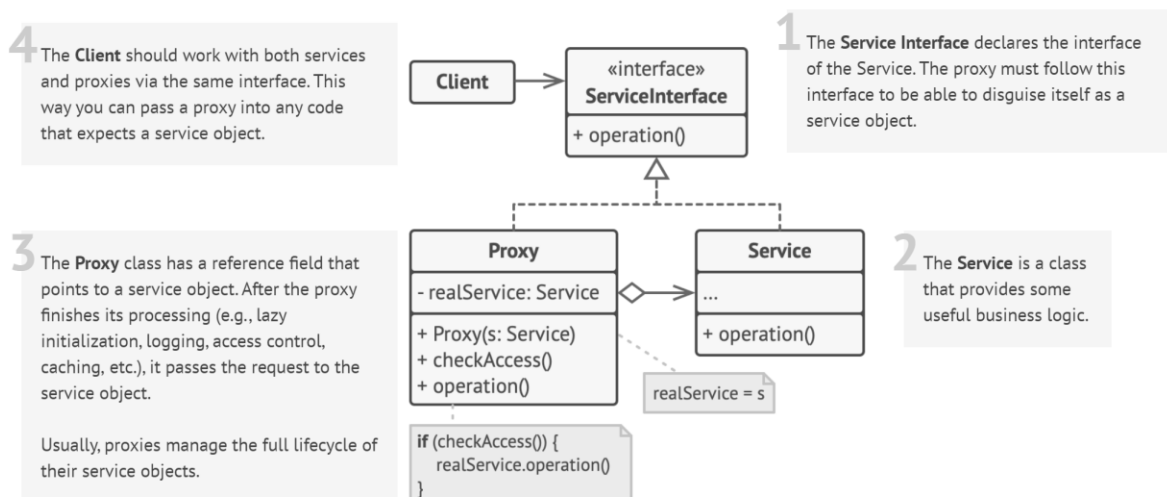 4
The Client should work with both services
and proxies via the same interface. This
way you can pass a proxy into any code
that expects a service object.
Client
«interface»
ServiceInterface
+ operation()
1
The Service Interface declares the interface
of the Service. The proxy must follow this
interface to be able to disguise itself as a
service object.
3
The Proxy class has a reference field that
points to a service object. After the proxy
finishes its processing (e.g., lazy
initialization, logging, access control,
caching, etc.), it passes the request to the
service object.
Usually, proxies manage the full lifecycle of
their service objects.
Proxy
- realService: Service
+ Proxy(s: Service)
+ checkAccess()
+ operation()
if (checkAccess()) {
realService.operation()
}
realService = s
Service
...
+ operation()
2
The Service is a class
that provides some
useful business logic.